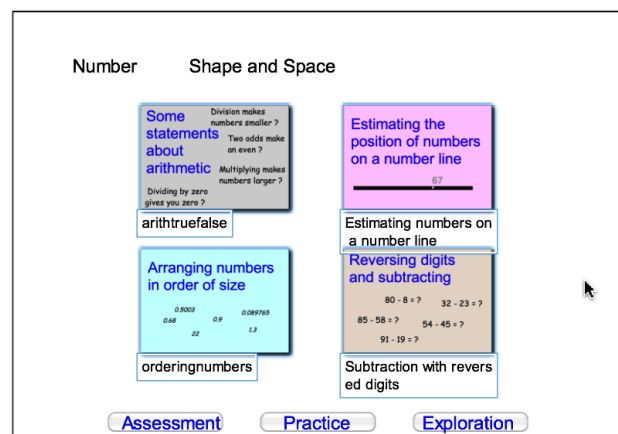 Number Shape and Space
Some
statements
about
arithmetic
Division makes
numbers smaller ?
Two odds make
an even ?
Multiplying makes
numbers larger ?
Dividing by zero
gives you zero ?
arithtruefalse
Estimating the
position of numbers
on a number line
67
Estimating numbers on
a number line
Arranging numbers
in order of size
0.5003
0.089765
0.68
0.9
22
1.3
orderingnumbers
Reversing digits
and subtracting
80 - 8 = ?
32 - 23 = ?
85 - 58 = ?
54 - 45 = ?
91 - 19 = ?
Subtraction with revers
ed digits
Assessment Practice Exploration